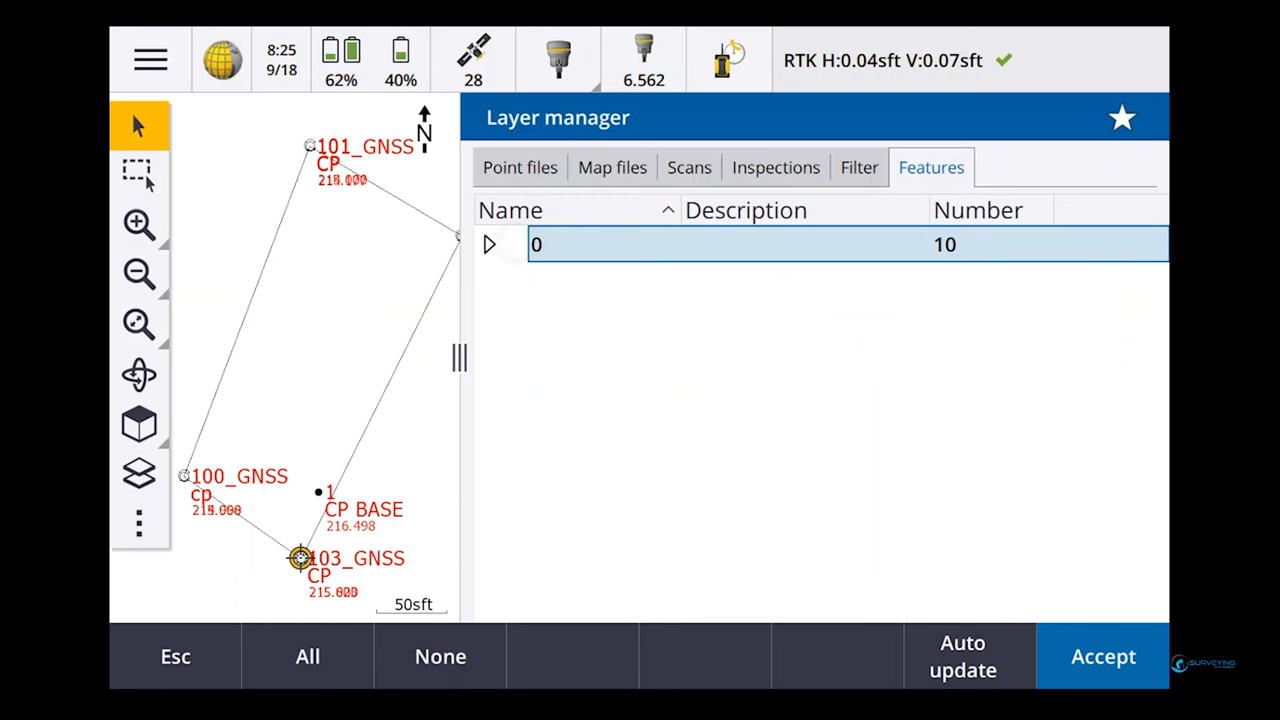 8:25
9/18
62%
40%
28
6.562
RTK H:0.04sft V:0.07sft
Layer manager
Point files
Map files
Scans
Inspections
Filter
Features
Name
Description
Number
0
10
N
101_GNSS
CP
100_GNSS
cp
1
CP BASE
216.498
103_GNSS
CP
50sft
Esc
All
None
Auto
update
Accept
SURVEYING